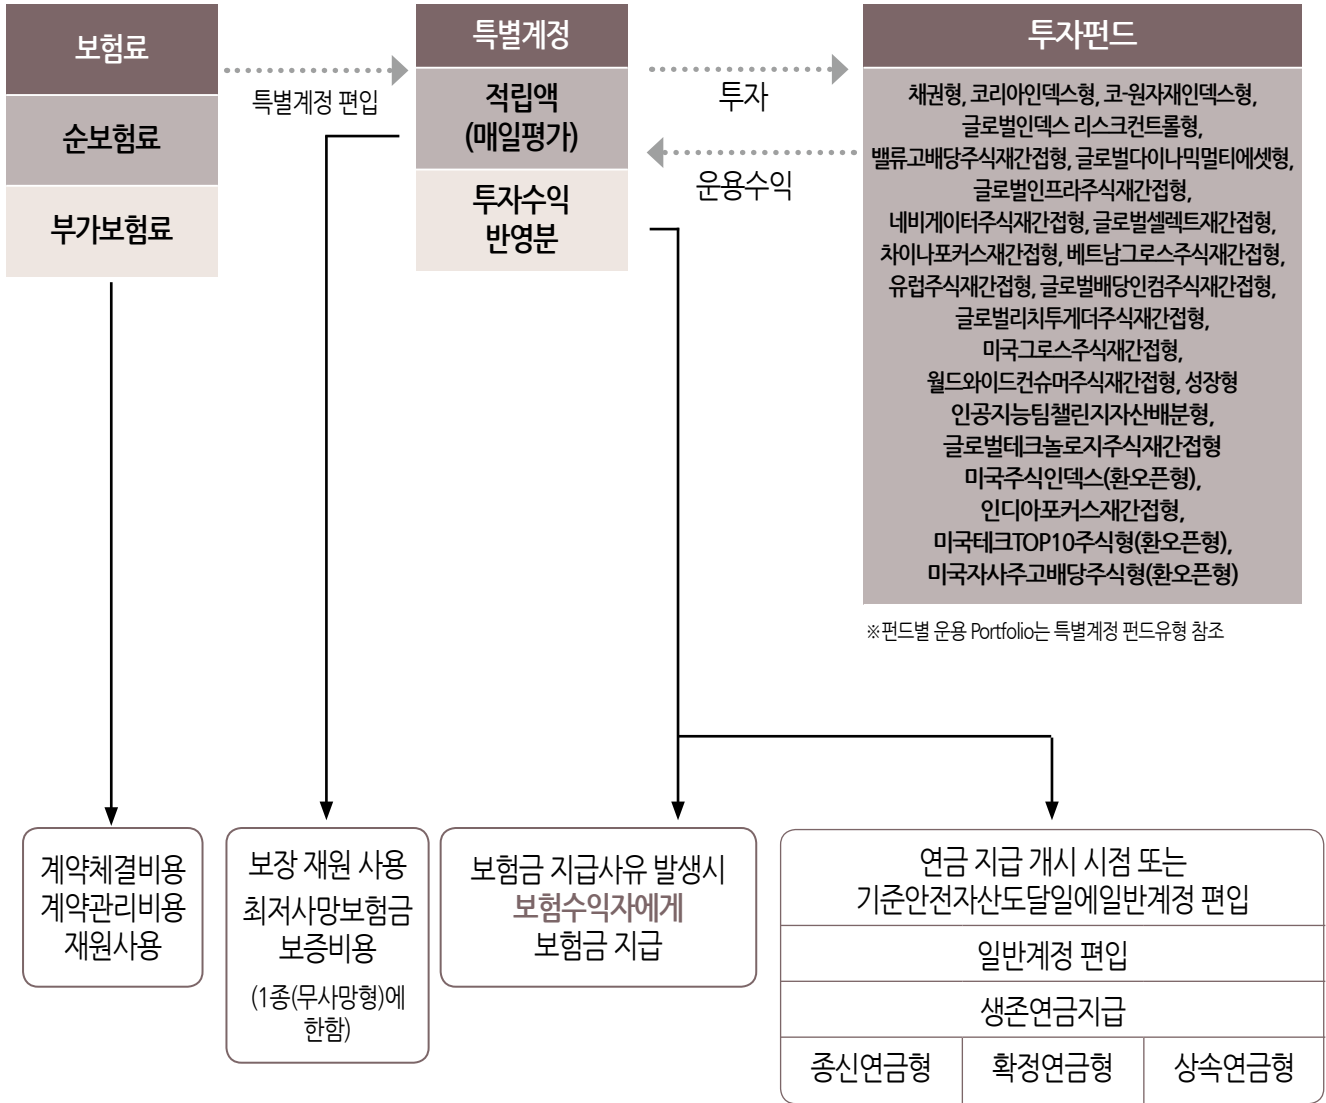 보험료
순보험료
부가보험료
특별계정 편입
특별계정
적립액
(매일평가)
투자수익
반영분
투자
운용수익
투자펀드
채권형, 코리아인덱스형, 코-원자재인덱스형,
글로벌인덱스 리스크컨트롤형,
밸류고배당주식재간접형, 글로벌다이나믹멀티에셋형,
글로벌인프라주식재간접형,
네비게이터주식재간접형, 글로벌셀렉트재간접형,
차이나포커스재간접형, 베트남그로스주식재간접형,
유럽주식재간접형, 글로벌배당인컴주식재간접형,
글로벌리치투게더주식재간접형,
미국그로스주식재간접형,
월드와이드컨슈머주식재간접형, 성장형
인공지능팀챌린지자산배분형,
글로벌테크놀로지주식재간접형
미국주식인덱스(환오픈형),
인디아포커스재간접형,
미국테크TOP10주식형(환오픈형),
미국자사주고배당주식형(환오픈형)
※펀드별 운용 Portfolio는 특별계정 펀드유형 참조
계약체결비용
계약관리비용
재원사용
보장 재원 사용
최저사망보험금
보증비용
(1종(무사망형)에
한함)
보험금 지급사유 발생시
보험수익자에게
보험금 지급
연금 지급 개시 시점 또는
기준안전자산도달일에일반계정 편입
일반계정 편입
생존연금지급
종신연금형
확정연금형
상속연금형